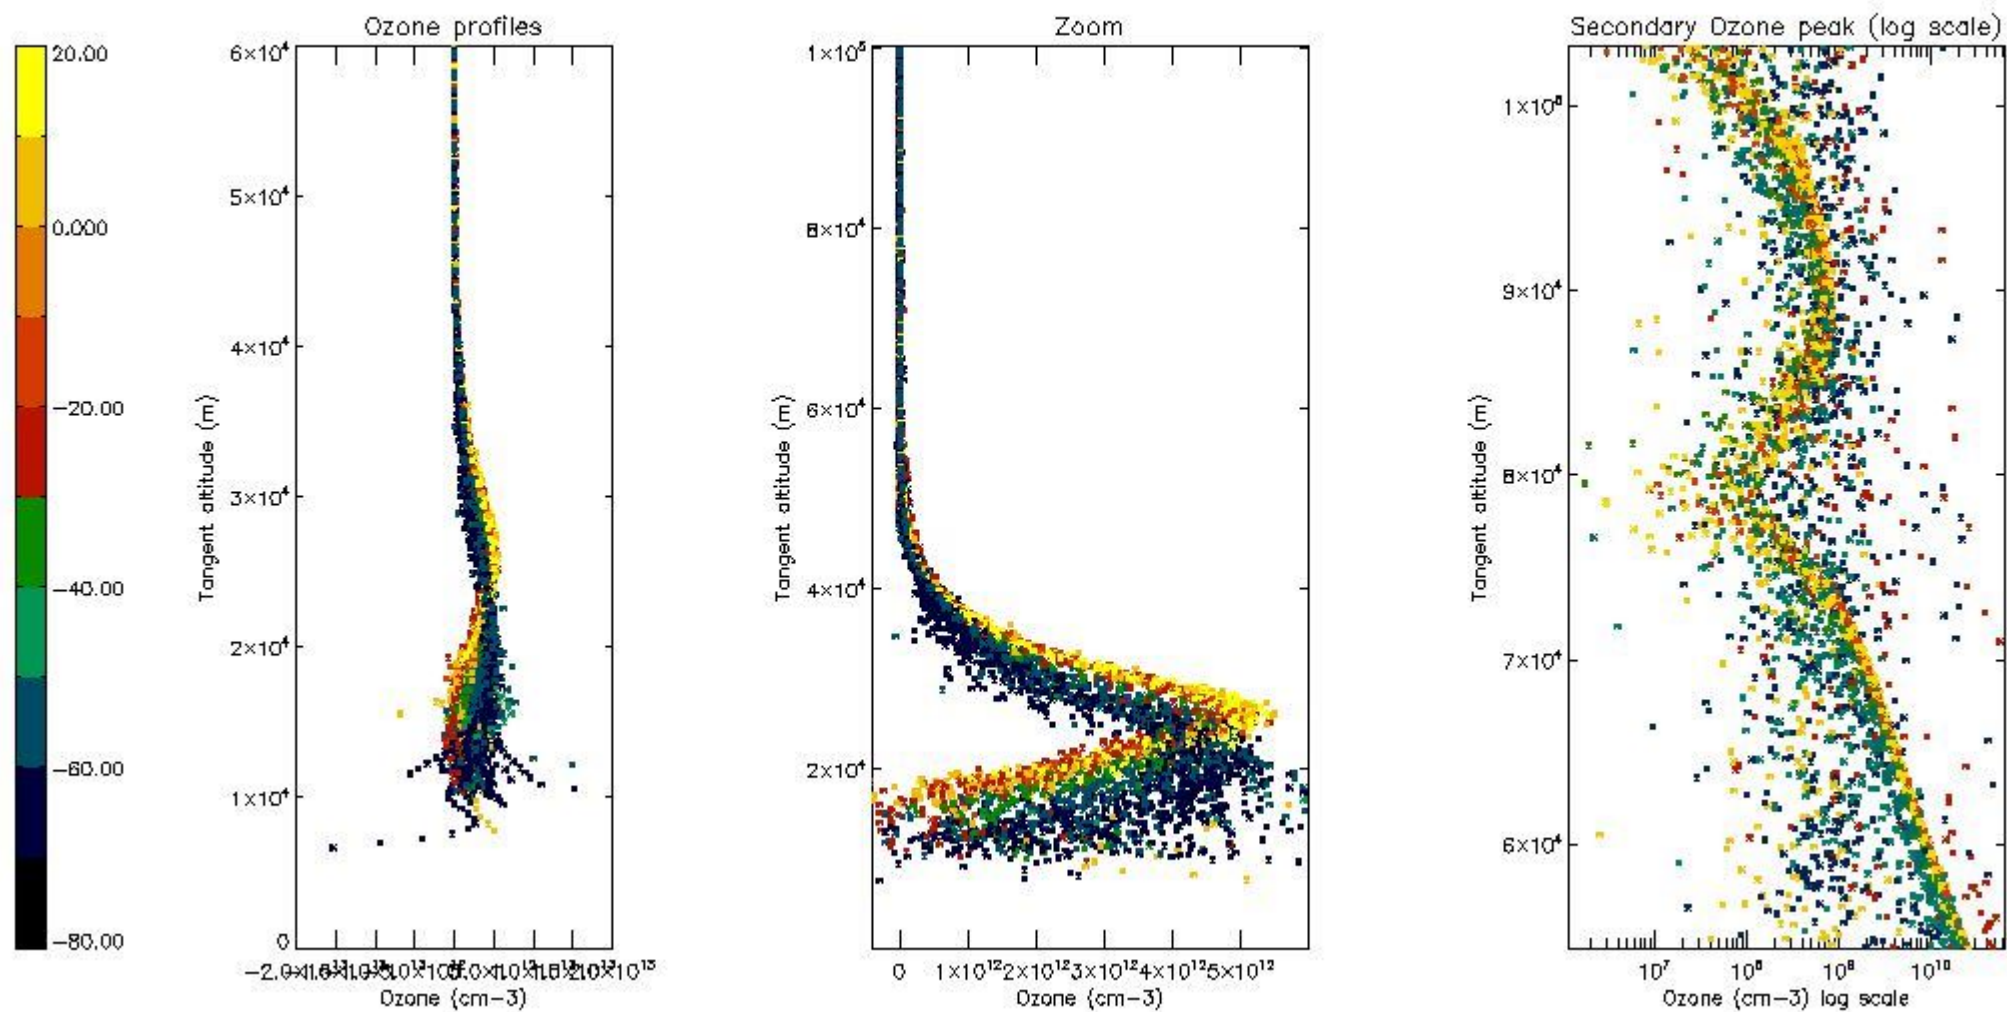 Ozone profiles
Zoom
Secondary Ozone peak (log scale)
20.00
0.000
−20.00
−40.00
−60.00
−80.00
6×10⁴
5×10⁴
4×10⁴
3×10⁴
2×10⁴
1×10⁴
0
Tangent altitude (m)
Ozone (cm−3)
1×10⁵
8×10⁴
6×10⁴
4×10⁴
2×10⁴
Tangent altitude (m)
0 1×10¹² 2×10¹² 3×10¹² 4×10¹² 5×10¹²
Ozone (cm−3)
9×10⁴
8×10⁴
7×10⁴
6×10⁴
Tangent altitude (m)
10⁷ 10⁸ 10⁹ 10¹⁰
Ozone (cm−3) log scale